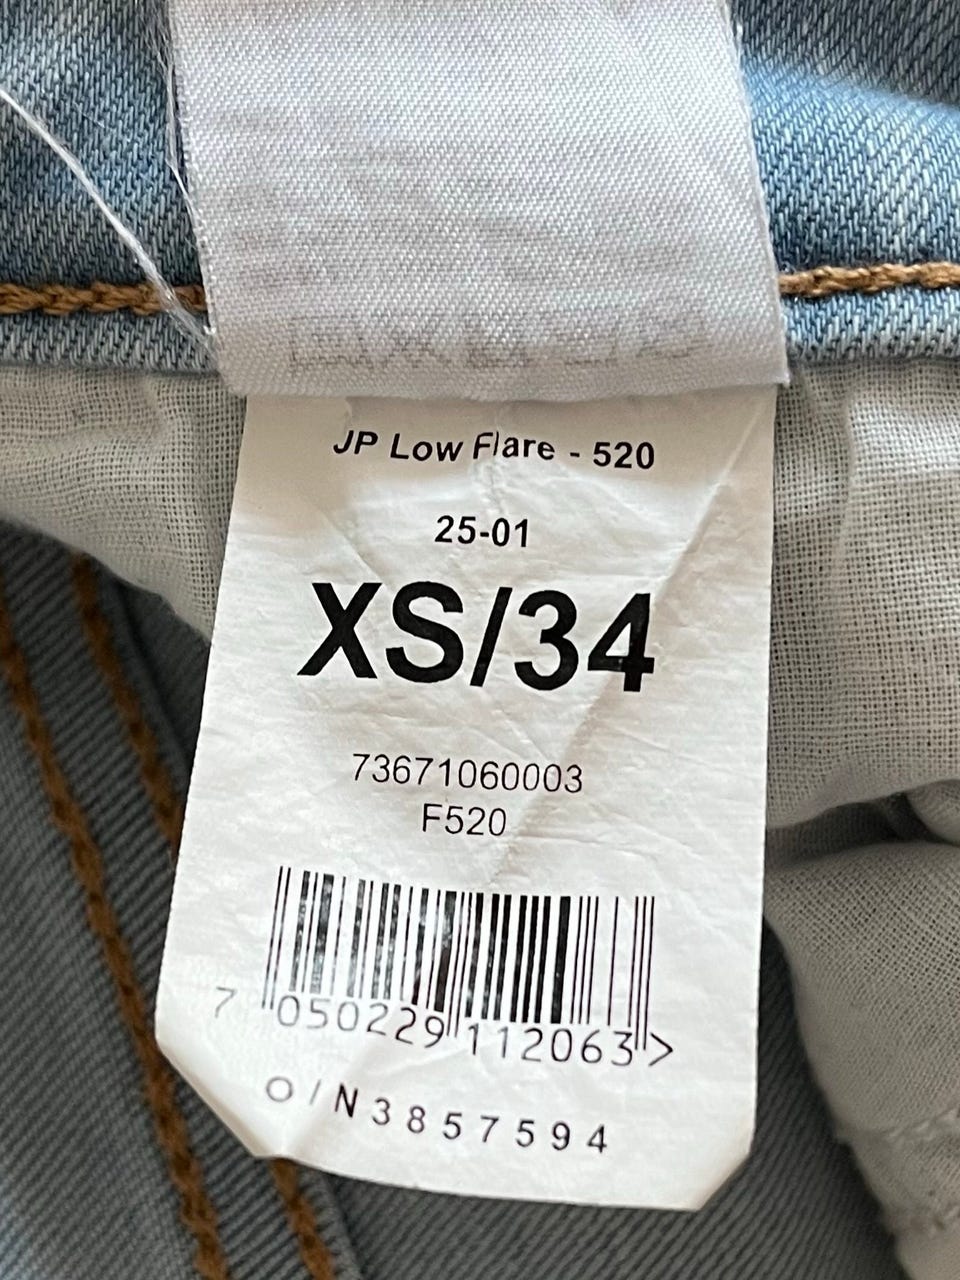 JP Low Flare - 520
25-01
XS/34
73671060003
F520
7 050229 112063 >
O/N3857594